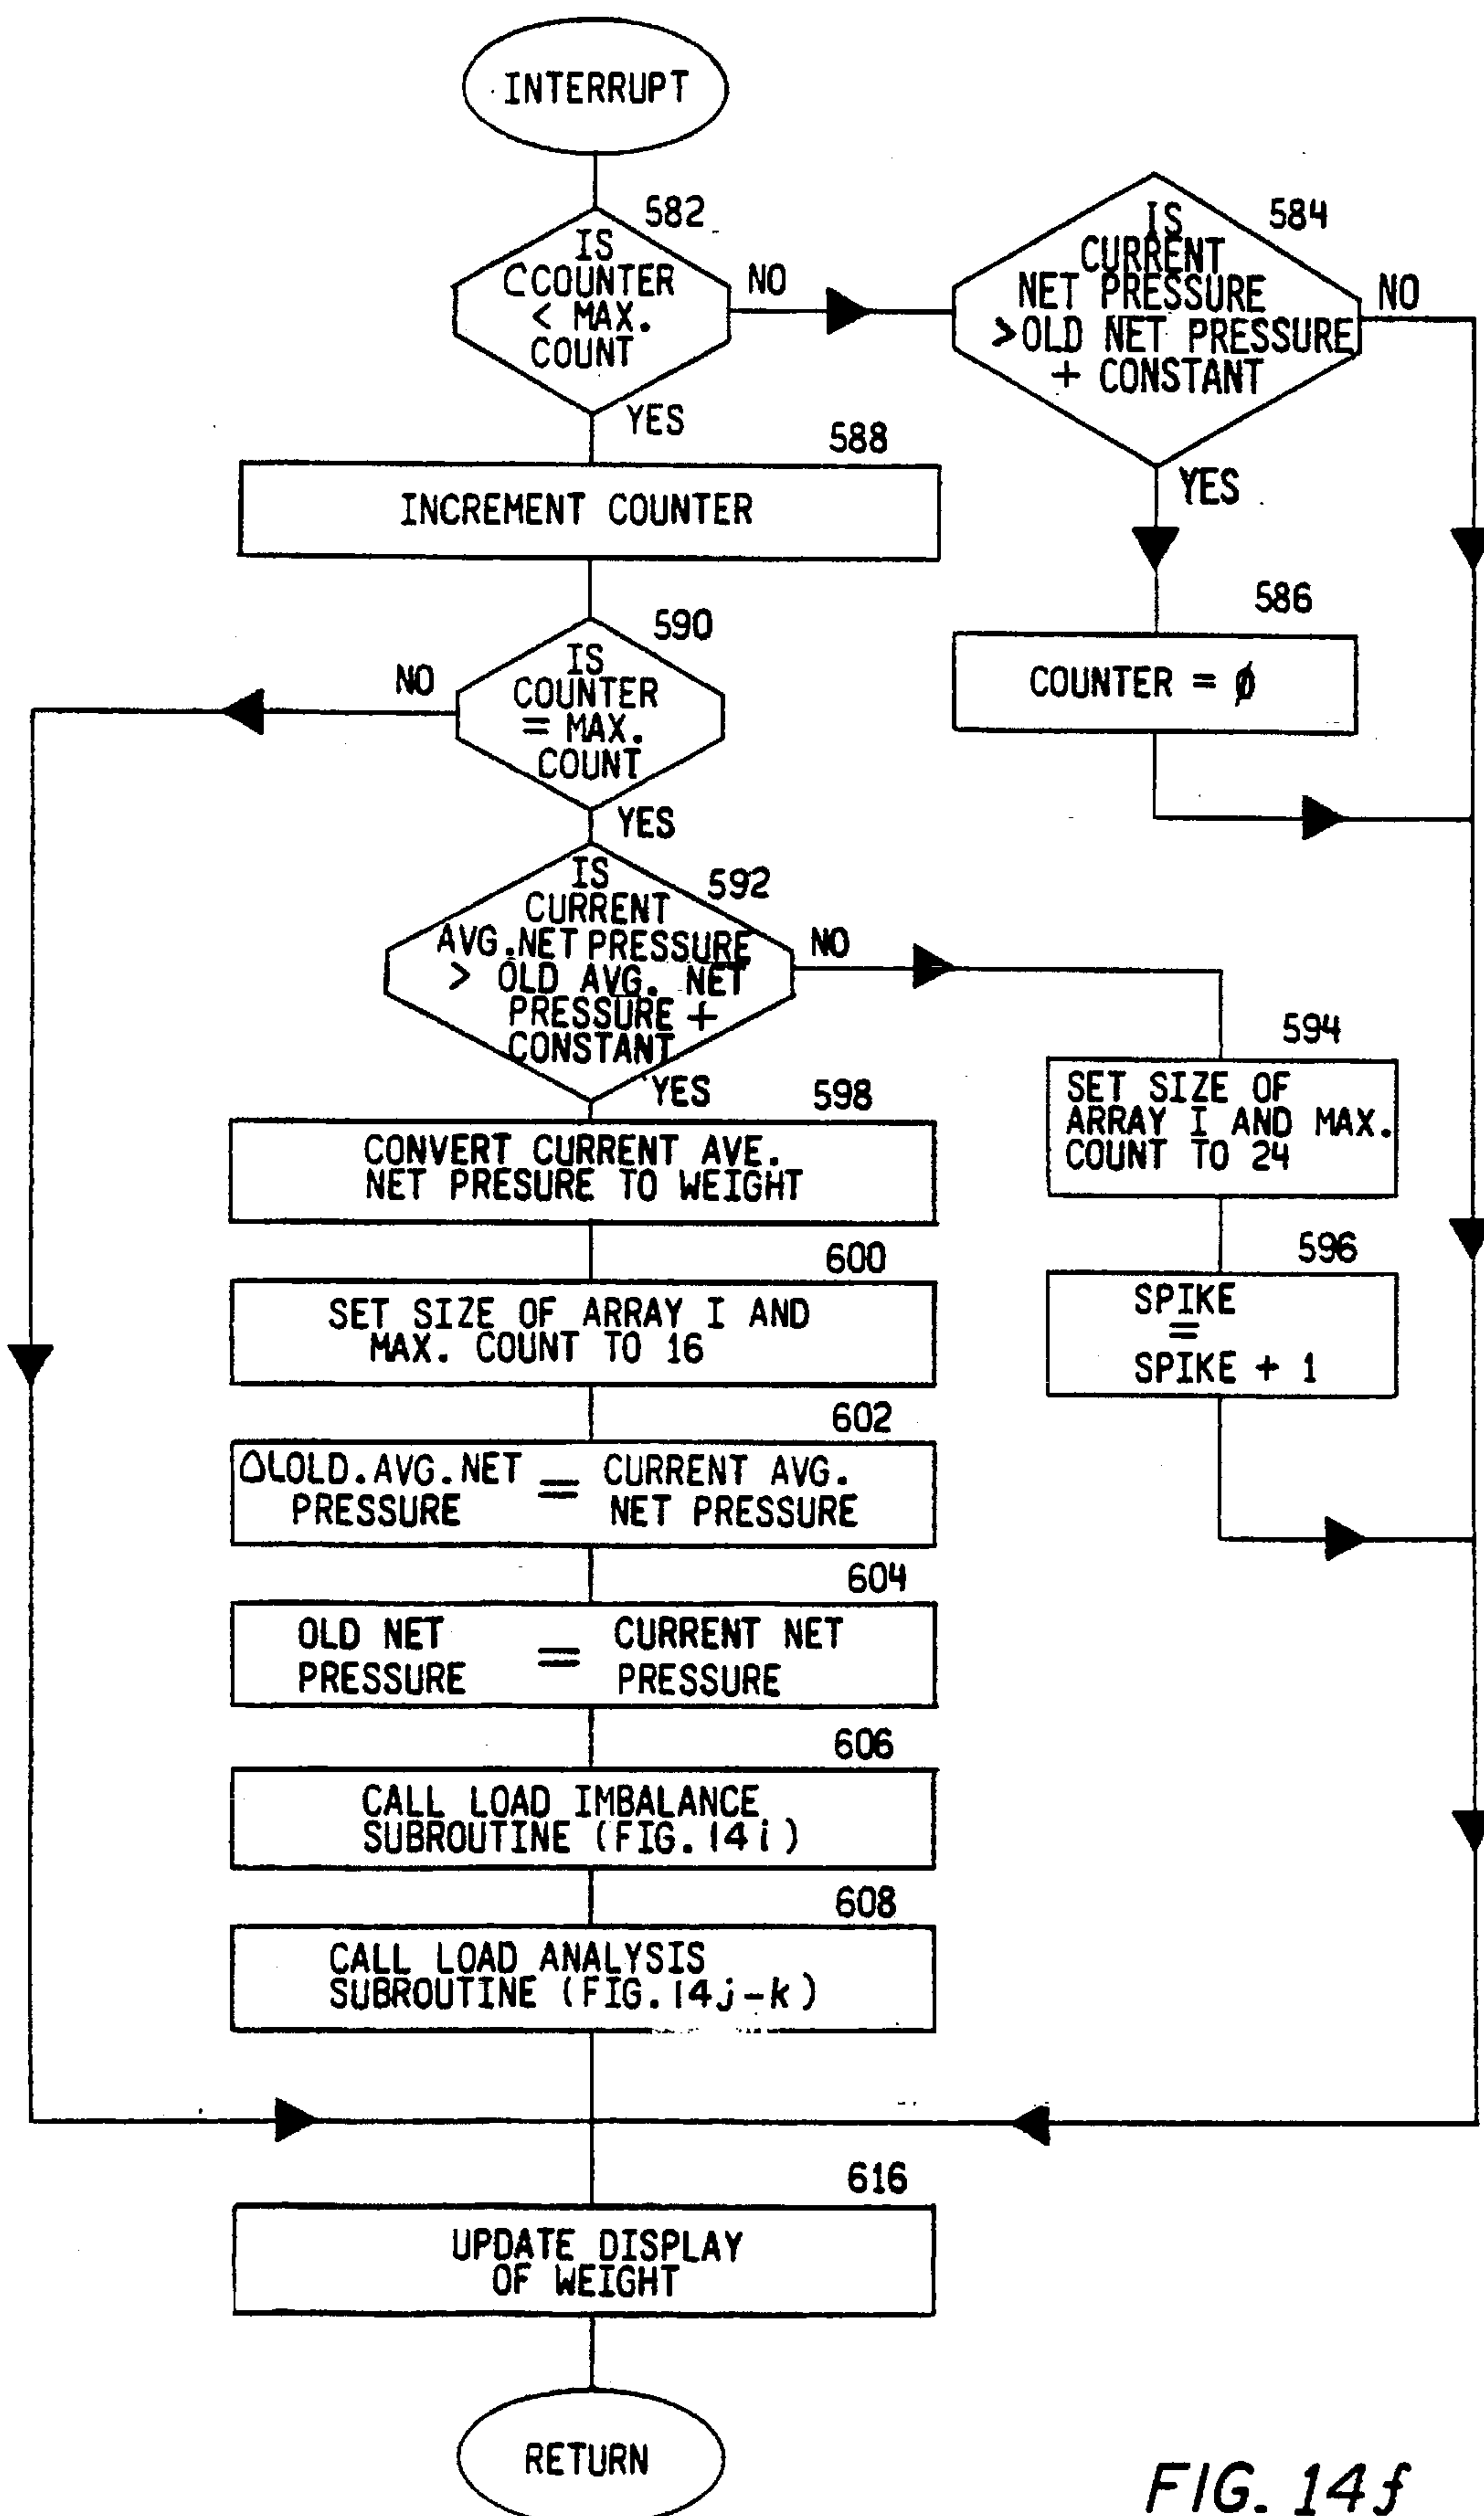 INTERRUPT
582
IS
CCOUNTER
< MAX.
COUNT
NO
YES
584
IS
CURRENT
NET PRESSURE
>OLD NET PRESSURE
+ CONSTANT
NO
YES
588
INCREMENT COUNTER
586
COUNTER = ϕ
590
IS
COUNTER
= MAX.
COUNT
NO
YES
592
IS
CURRENT
AVG.NET PRESSURE
> OLD AVG. NET
PRESSURE +
CONSTANT
NO
YES
594
SET SIZE OF
ARRAY I AND MAX.
COUNT TO 24
598
CONVERT CURRENT AVE.
NET PRESURE TO WEIGHT
596
SPIKE
=
SPIKE + 1
600
SET SIZE OF ARRAY I AND
MAX. COUNT TO 16
602
OLOLD.AVG.NET = CURRENT AVG.
PRESSURE NET PRESSURE
604
OLD NET = CURRENT NET
PRESSURE PRESSURE
606
CALL LOAD IMBALANCE
SUBROUTINE (FIG.14i)
608
CALL LOAD ANALYSIS
SUBROUTINE (FIG.14j-k)
616
UPDATE DISPLAY
OF WEIGHT
RETURN
FIG. 14f